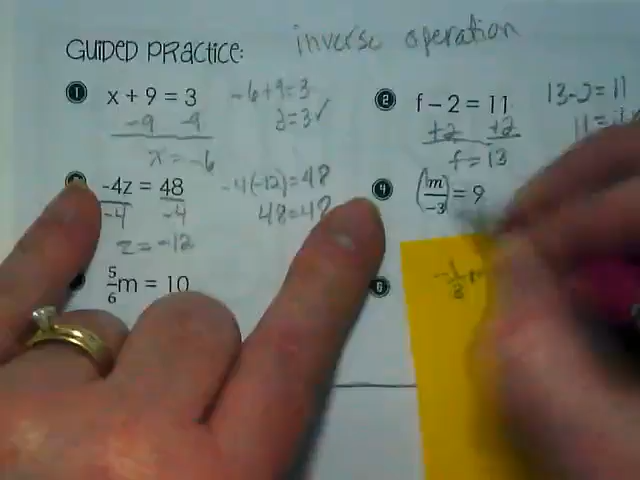 GUIDED PRACTICE: inverse operation
1 x + 9 = 3 -6+9=3
-9 -9 3=3✓
x = -6
2 f - 2 = 11 13-2=11
+2 +2 11=
f = 13
-4z = 48 -4(-12)=48
-4 -4 48=48
z = -12
4 (m/-3) = 9
5/6 m = 10
6